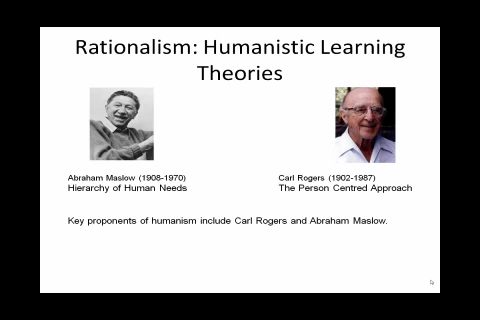 Rationalism: Humanistic Learning
Theories
Abraham Maslow (1908-1970)
Hierarchy of Human Needs
Carl Rogers (1902-1987)
The Person Centred Approach
Key proponents of humanism include Carl Rogers and Abraham Maslow.